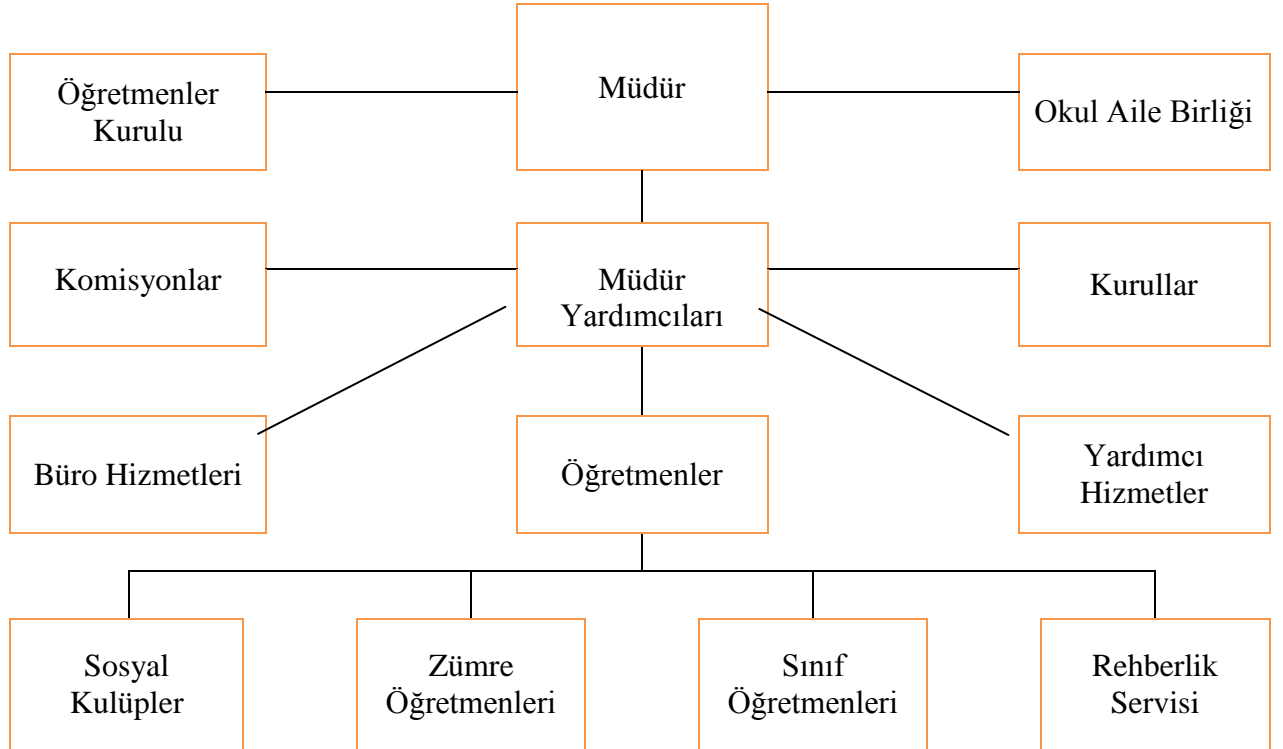 Öğretmenler
Kurulu
Müdür
Okul Aile Birliği
Komisyonlar
Müdür
Yardımcıları
Kurullar
Büro Hizmetleri
Öğretmenler
Yardımcı
Hizmetler
Sosyal
Kulüpler
Zümre
Öğretmenleri
Sınıf
Öğretmenleri
Rehberlik
Servisi